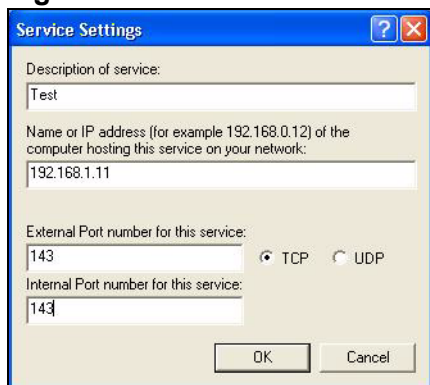 Service Settings
Description of service:
Test
Name or IP address (for example 192.168.0.12) of the
computer hosting this service on your network:
192.168.1.11
External Port number for this service:
143
TCP
UDP
Internal Port number for this service:
143
OK
Cancel